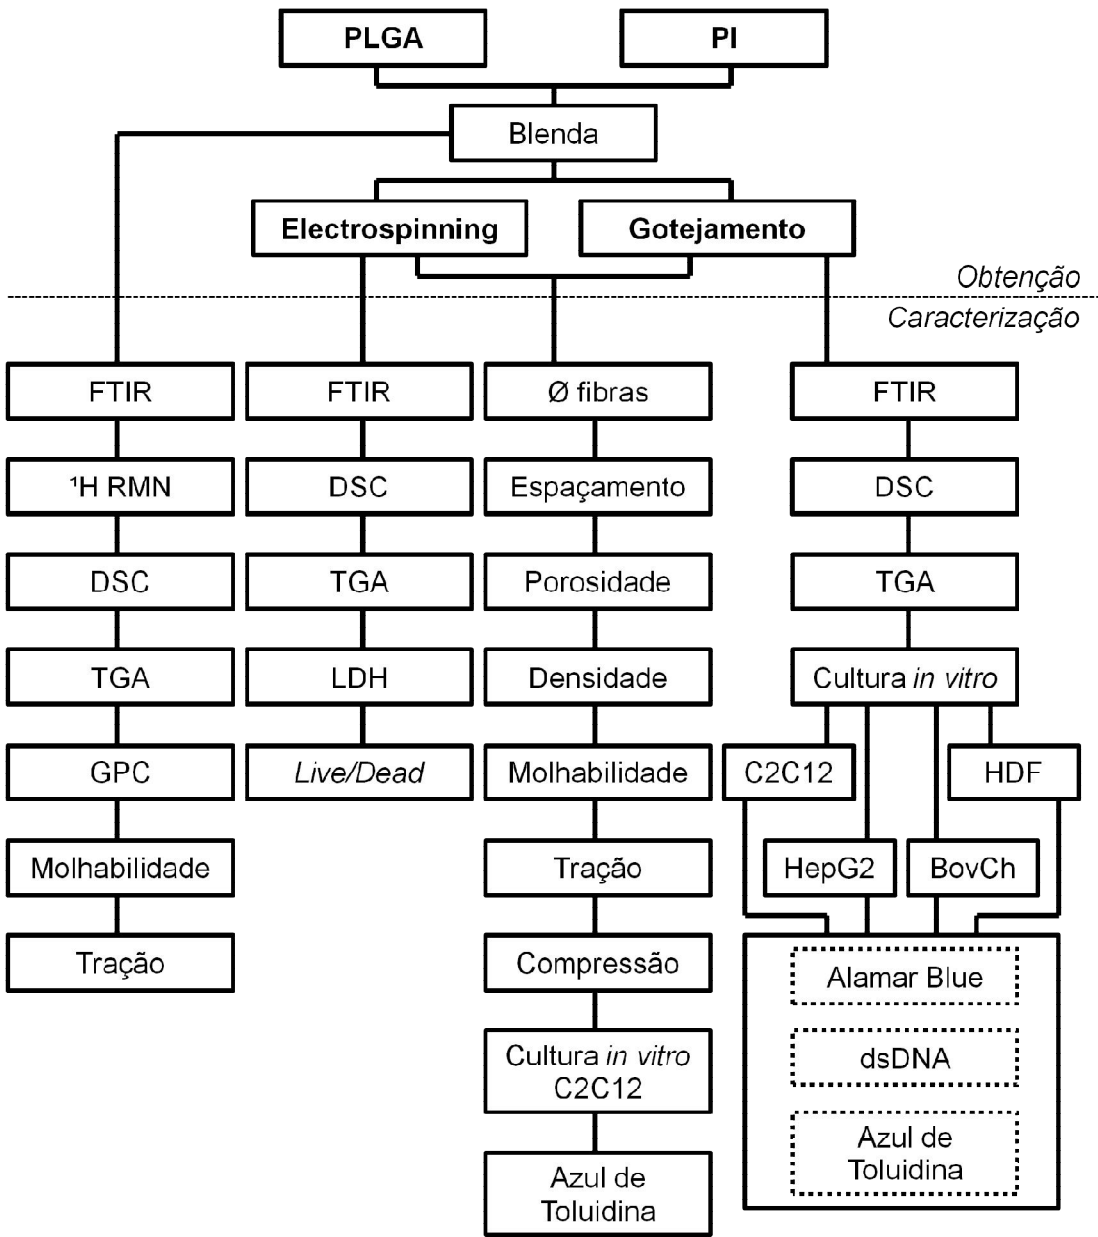 PLGA
PI
Blenda
Electrospinning
Gotejamento
Obtenção
Caracterização
FTIR
¹H RMN
DSC
TGA
GPC
Molhabilidade
Tração
FTIR
DSC
TGA
LDH
Live/Dead
Ø fibras
Espaçamento
Porosidade
Densidade
Molhabilidade
Tração
Compressão
Cultura in vitro
C2C12
Azul de
Toluidina
FTIR
DSC
TGA
Cultura in vitro
C2C12
HDF
HepG2
BovCh
Alamar Blue
dsDNA
Azul de
Toluidina